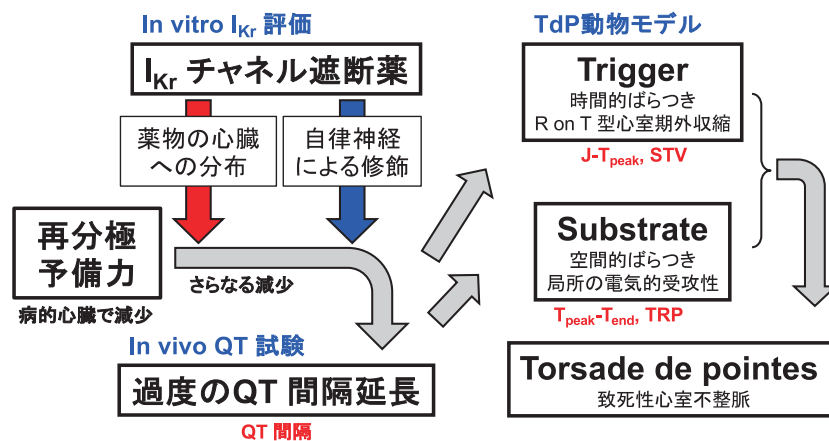 In vitro IKr 評価
IKr チャネル遮断薬
薬物の心臓
への分布
自律神経
による修飾
再分極
予備力
病的心臓で減少
さらなる減少
In vivo QT 試験
過度のQT 間隔延長
QT 間隔
TdP動物モデル
Trigger
時間的ばらつき
R on T 型心室期外収縮
J-Tpeak, STV
Substrate
空間的ばらつき
局所の電気的受攻性
Tpeak-Tend, TRP
Torsade de pointes
致死性心室不整脈